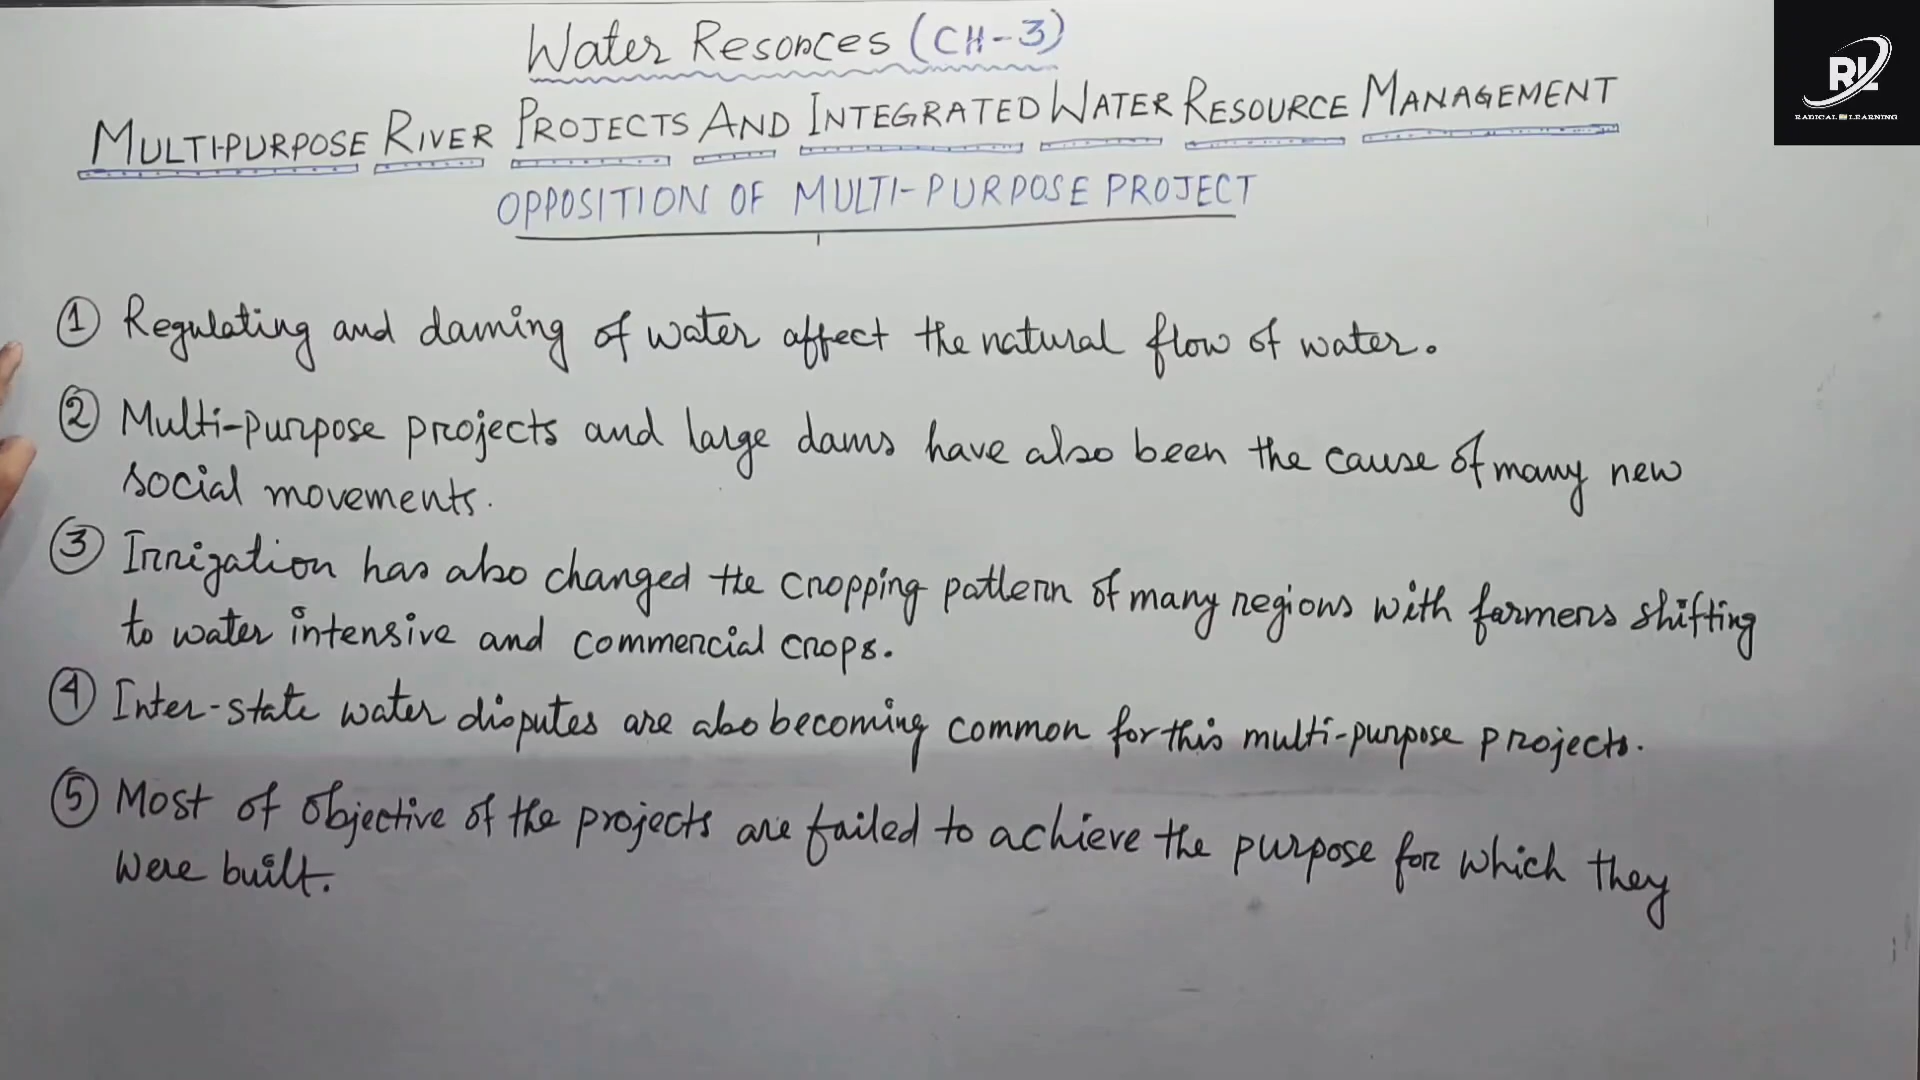 Water Resorces (CH-3)
MULTI-PURPOSE RIVER PROJECTS AND INTEGRATED WATER RESOURCE MANAGEMENT
OPPOSITION OF MULTI-PURPOSE PROJECT
① Regulating and daming of water affect the natural flow of water.
② Multi-purpose projects and large dams have also been the cause of many new
social movements.
③ Irrigation has also changed the cropping pattern of many regions with farmers shifting
to water intensive and commercial crops.
④ Inter-state water disputes are also becoming common for this multi-purpose projects.
⑤ Most of objective of the projects are failed to achieve the purpose for which they
were built.
RL
RADICAL LEARNING